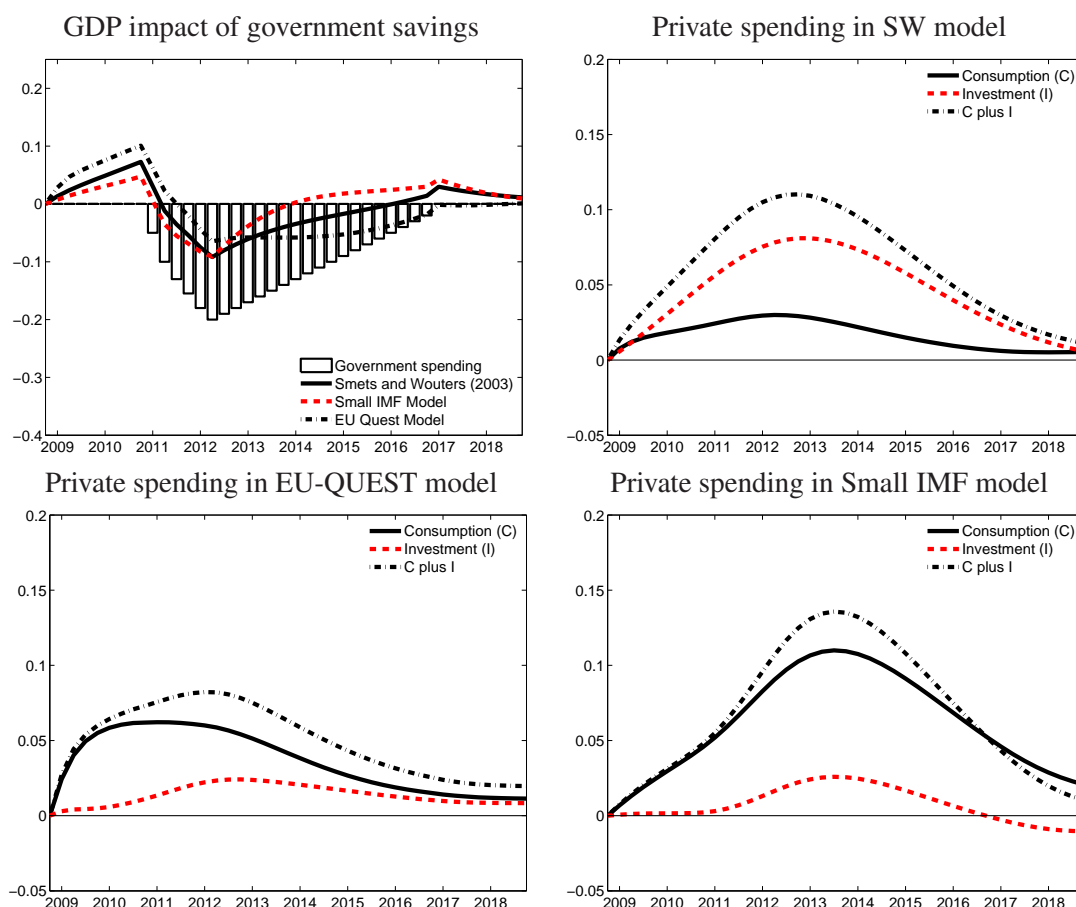 GDP impact of government savings
0.2
0.1
0
−0.1
−0.2
−0.3
−0.4
Government spending
Smets and Wouters (2003)
Small IMF Model
EU Quest Model
2009 2010 2011 2012 2013 2014 2015 2016 2017 2018
Private spending in SW model
0.2
0.15
0.1
0.05
0
−0.05
Consumption (C)
Investment (I)
C plus I
2009 2010 2011 2012 2013 2014 2015 2016 2017 2018
Private spending in EU-QUEST model
0.2
0.15
0.1
0.05
0
−0.05
Consumption (C)
Investment (I)
C plus I
2009 2010 2011 2012 2013 2014 2015 2016 2017 2018
Private spending in Small IMF model
0.2
0.15
0.1
0.05
0
−0.05
Consumption (C)
Investment (I)
C plus I
2009 2010 2011 2012 2013 2014 2015 2016 2017 2018